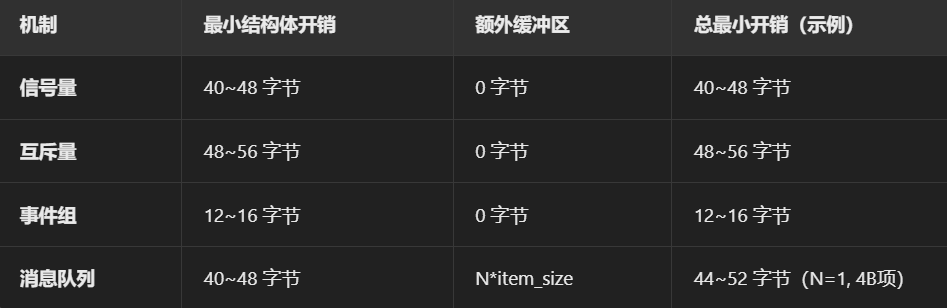 机制 最小结构体开销 额外缓冲区 总最小开销（示例）
信号量 40~48 字节 0 字节 40~48 字节
互斥量 48~56 字节 0 字节 48~56 字节
事件组 12~16 字节 0 字节 12~16 字节
消息队列 40~48 字节 N*item_size 44~52 字节（N=1, 4B项）